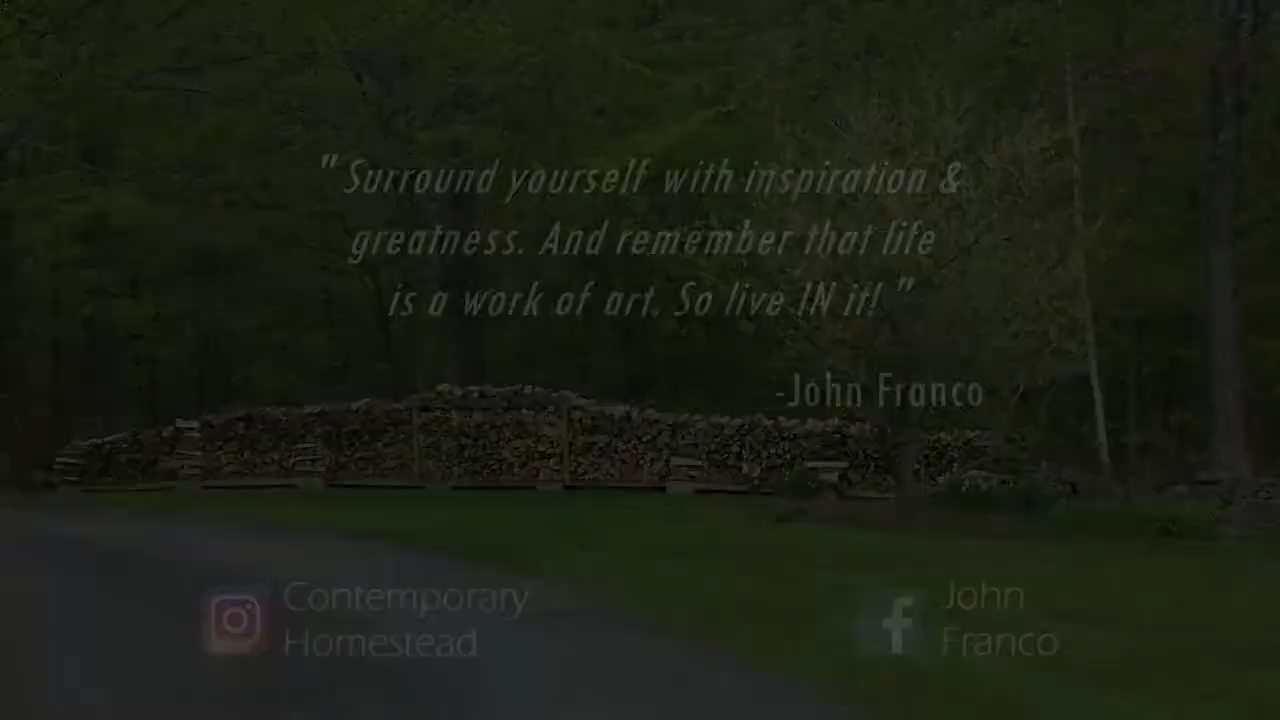 " Surround yourself with inspiration &
greatness. And remember that life
is a work of art. So live IN it! "
-John Franco
Contemporary
Homestead
John
Franco